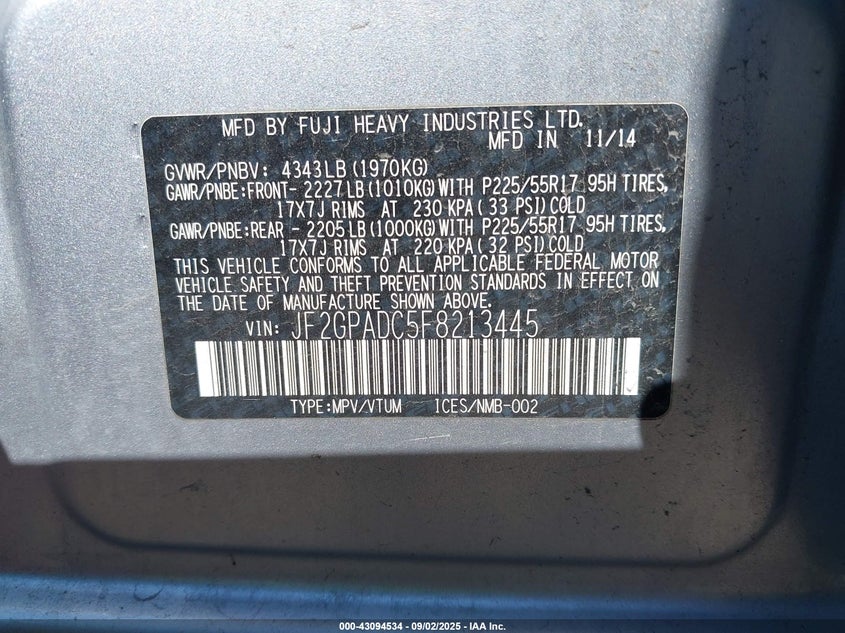 MFD BY FUJI HEAVY INDUSTRIES LTD.
MFD IN 11/14
GVWR/PNBV: 4343LB (1970KG)
GAWR/PNBE:FRONT- 2227LB (1010KG) WITH P225/55R17 95H TIRES,
17X7J RIMS AT 230 KPA ( 33 PSI) COLD
GAWR/PNBE:REAR - 2205LB (1000KG) WITH P225/55R17 95H TIRES,
17X7J RIMS AT 220 KPA ( 32 PSI) COLD
THIS VEHICLE CONFORMS TO ALL APPLICABLE FEDERAL MOTOR
VEHICLE SAFETY AND THEFT PREVENTION STANDARDS IN EFFECT ON
THE DATE OF MANUFACTURE SHOWN ABOVE.
VIN: JF2GPADC5F8213445
TYPE:MPV/VTUM ICES/NMB-002
000-43094534 - 09/02/2025 - IAA Inc.